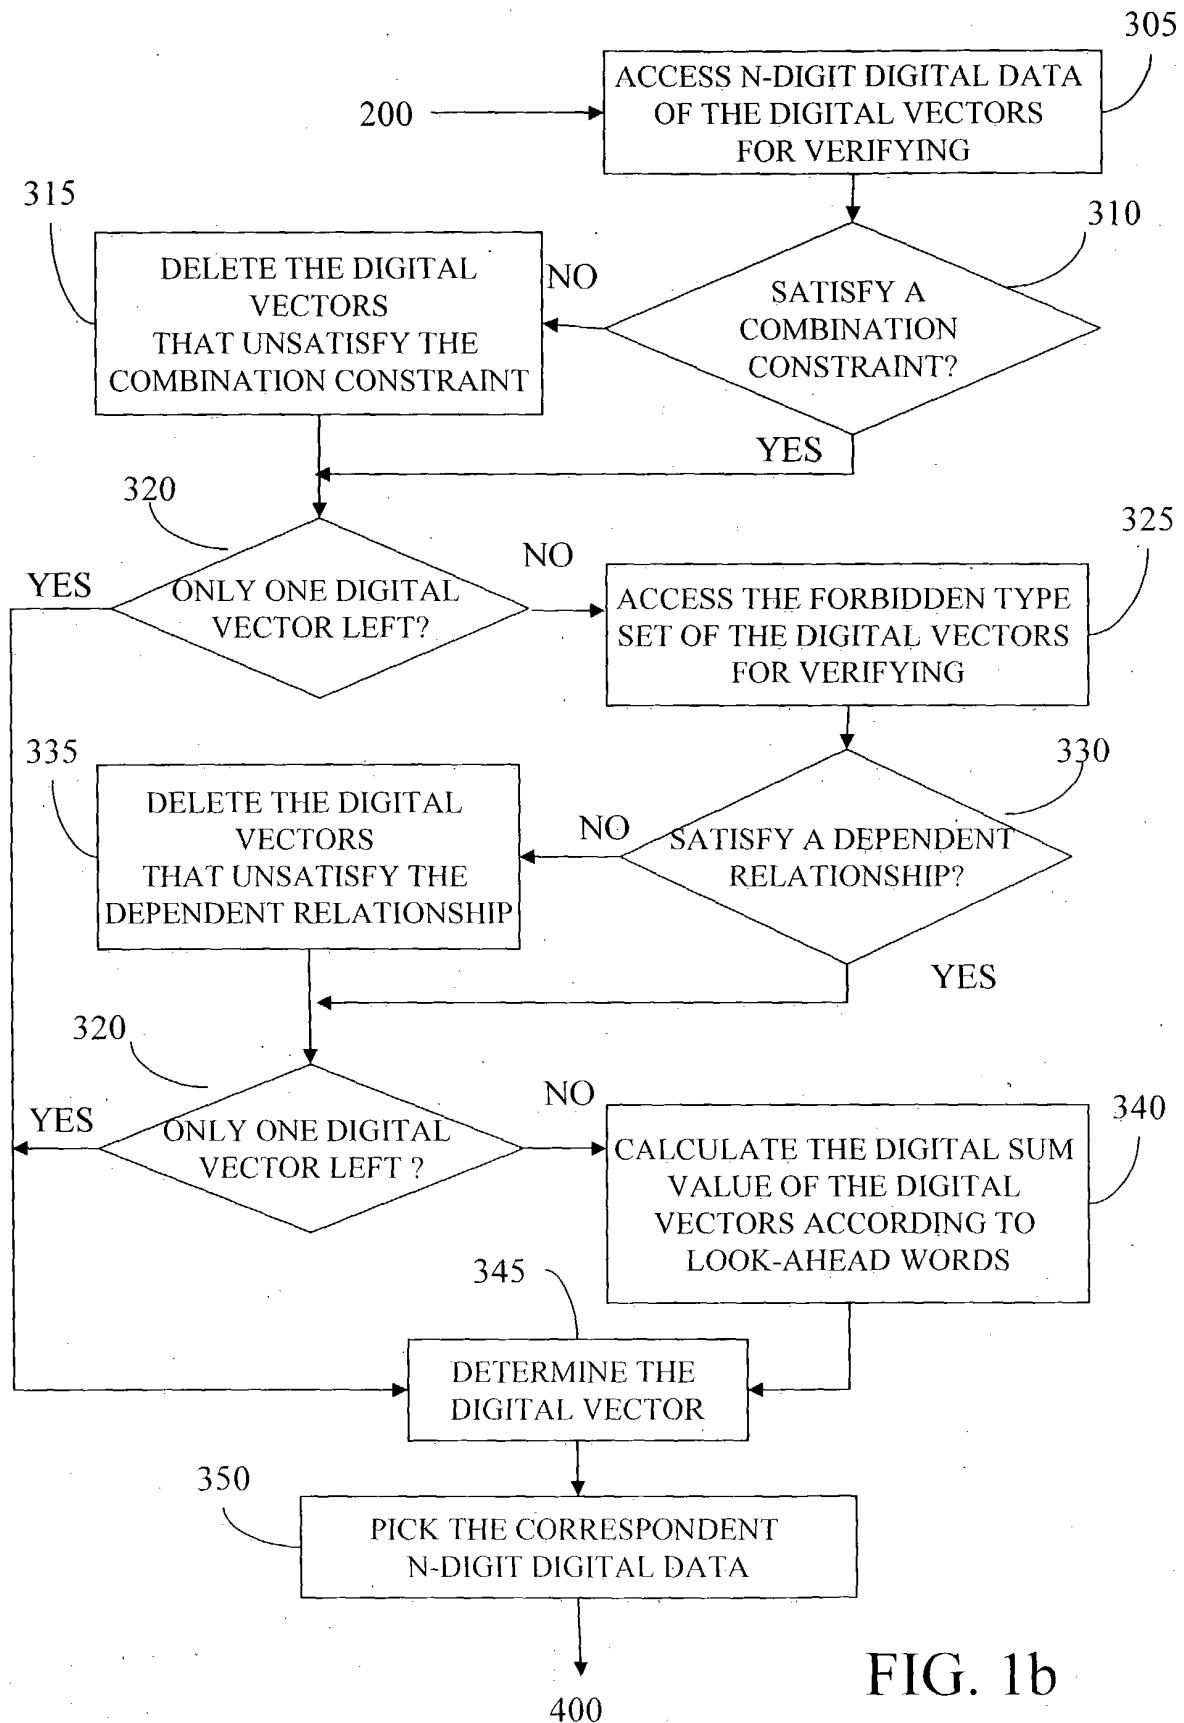 305
ACCESS N-DIGIT DIGITAL DATA
OF THE DIGITAL VECTORS
FOR VERIFYING
200
315
310
DELETE THE DIGITAL
VECTORS
THAT UNSATISFY THE
COMBINATION CONSTRAINT
NO
SATISFY A
COMBINATION
CONSTRAINT?
YES
320
325
YES
ONLY ONE DIGITAL
VECTOR LEFT?
NO
ACCESS THE FORBIDDEN TYPE
SET OF THE DIGITAL VECTORS
FOR VERIFYING
335
330
DELETE THE DIGITAL
VECTORS
THAT UNSATISFY THE
DEPENDENT RELATIONSHIP
NO
SATISFY A DEPENDENT
RELATIONSHIP?
YES
320
340
YES
ONLY ONE DIGITAL
VECTOR LEFT ?
NO
CALCULATE THE DIGITAL SUM
VALUE OF THE DIGITAL
VECTORS ACCORDING TO
LOOK-AHEAD WORDS
345
DETERMINE THE
DIGITAL VECTOR
350
PICK THE CORRESPONDENT
N-DIGIT DIGITAL DATA
400
FIG. 1b